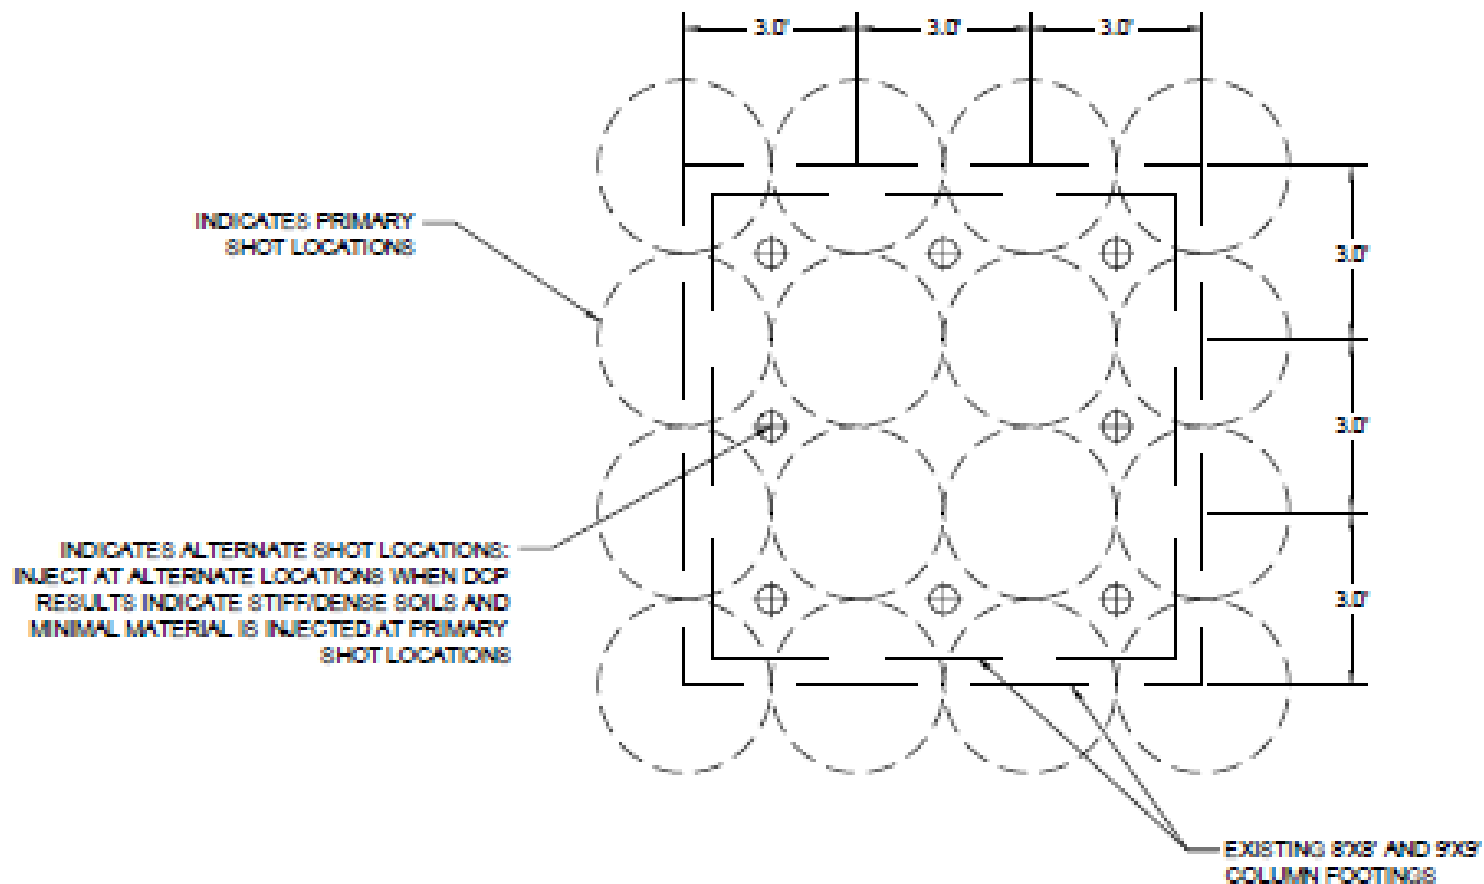 3.0' 3.0' 3.0'
INDICATES PRIMARY
SHOT LOCATIONS
3.0'
3.0'
INDICATES ALTERNATE SHOT LOCATIONS:
INJECT AT ALTERNATE LOCATIONS WHEN DCP
RESULTS INDICATE STIFF/DENSE SOILS AND
MINIMAL MATERIAL IS INJECTED AT PRIMARY
SHOT LOCATIONS
3.0'
EXISTING 8'X8' AND 9'X9'
COLUMN FOOTINGS